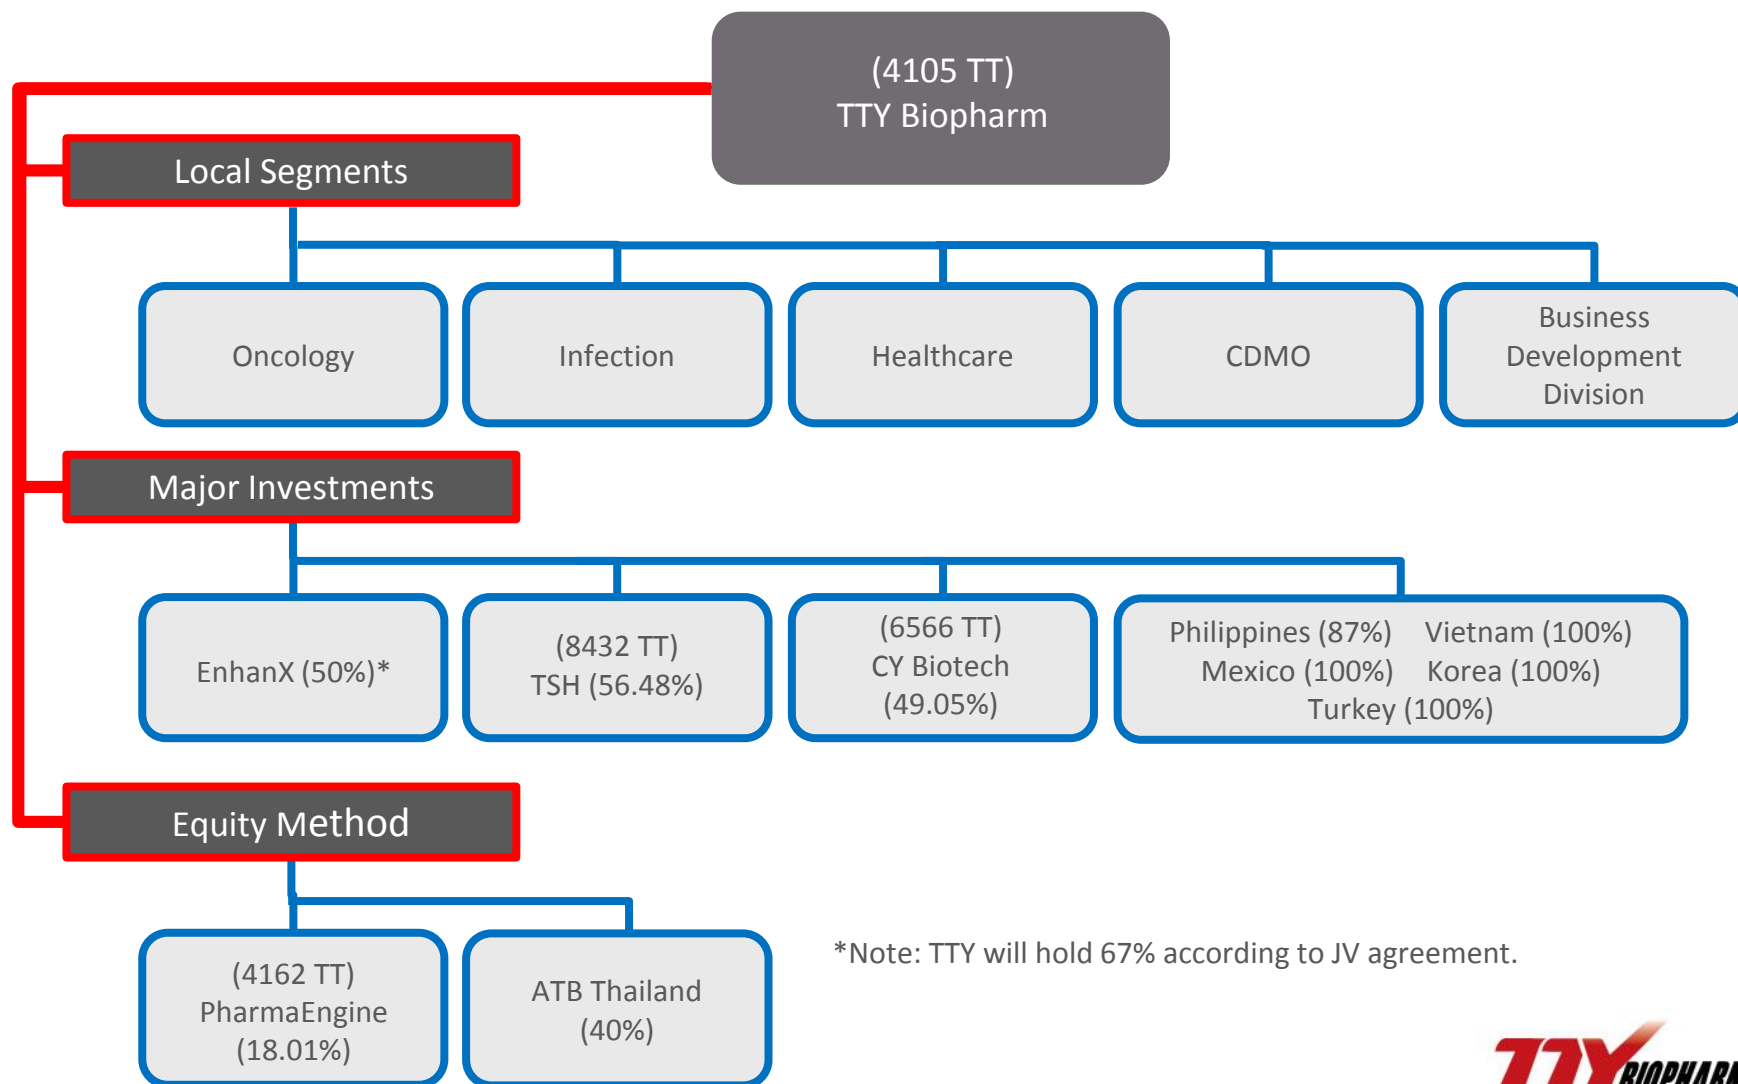 (4105 TT)
TTY Biopharm
Local Segments
Oncology
Infection
Healthcare
CDMO
Business
Development
Division
Major Investments
EnhanX (50%)*
(8432 TT)
TSH (56.48%)
(6566 TT)
CY Biotech
(49.05%)
Philippines (87%) Vietnam (100%)
Mexico (100%) Korea (100%)
Turkey (100%)
Equity Method
(4162 TT)
PharmaEngine
(18.01%)
ATB Thailand
(40%)
*Note: TTY will hold 67% according to JV agreement.
TTY BIOPHARM